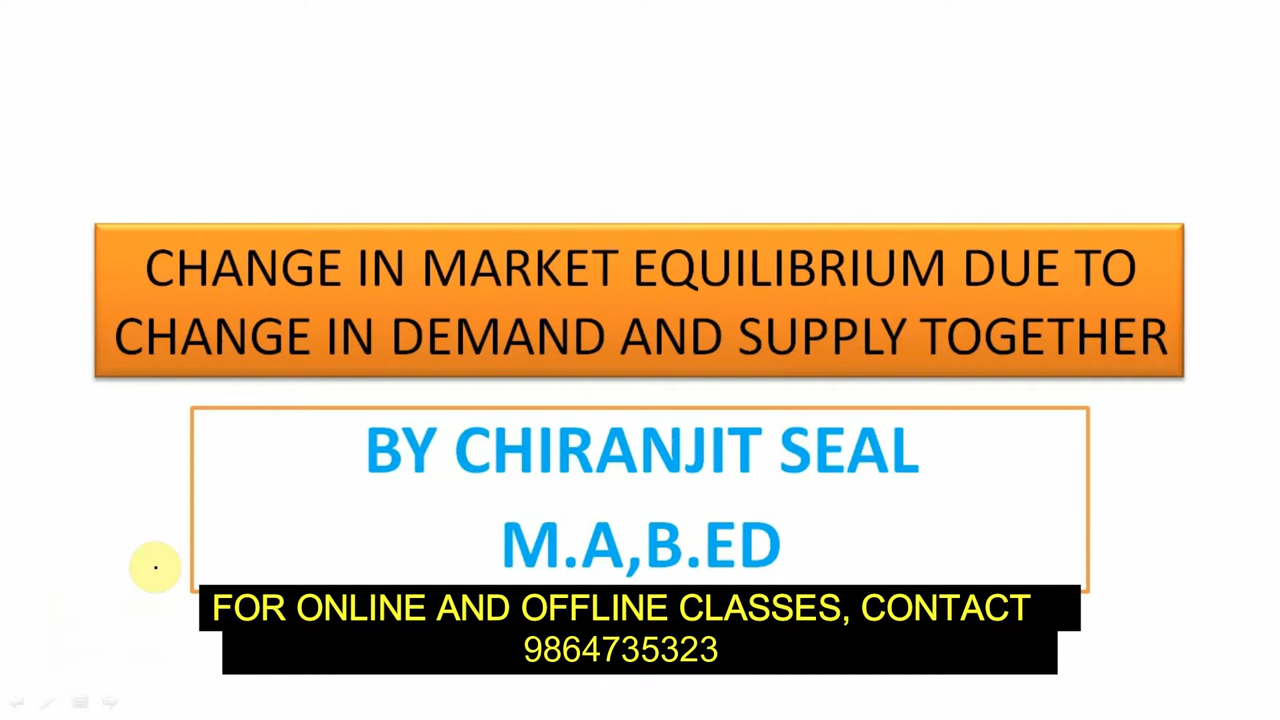 CHANGE IN MARKET EQUILIBRIUM DUE TO
CHANGE IN DEMAND AND SUPPLY TOGETHER
BY CHIRANJIT SEAL
M.A,B.ED
FOR ONLINE AND OFFLINE CLASSES, CONTACT
9864735323